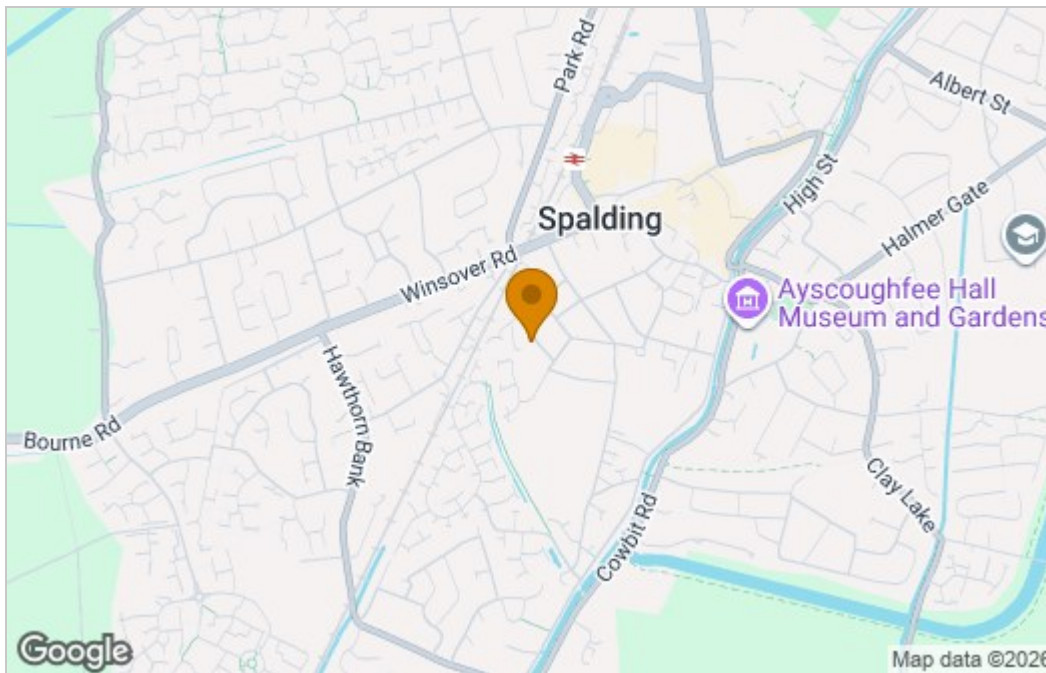 Park Rd
Albert St
High St
Spalding
Halmer Gate
Winsover Rd
Ayscoughfee Hall
Museum and Gardens
Hawthorn Bank
Bourne Rd
Clay Lake
Cowbit Rd
Google
Map data ©2026